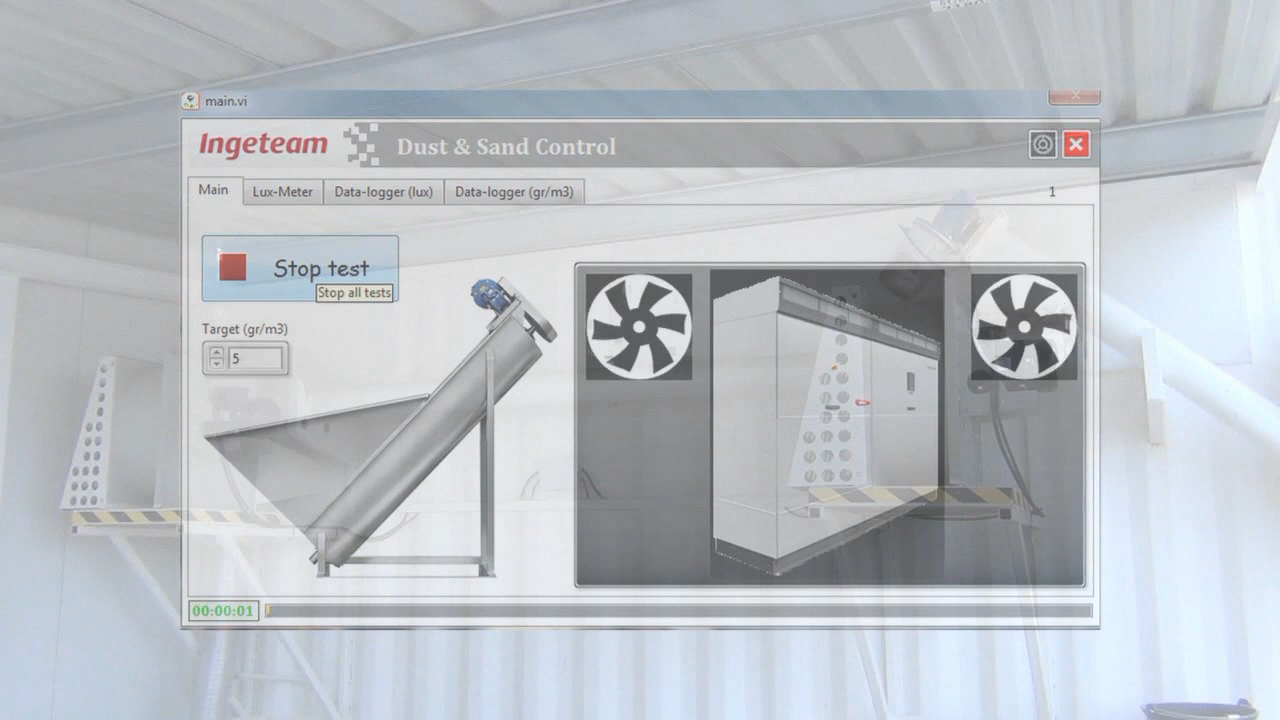 main.vi
Ingeteam
Dust & Sand Control
Main
Lux-Meter
Data-logger (lux)
Data-logger (gr/m3)
1
Stop test
Stop all tests
Target (gr/m3)
5
00:00:01